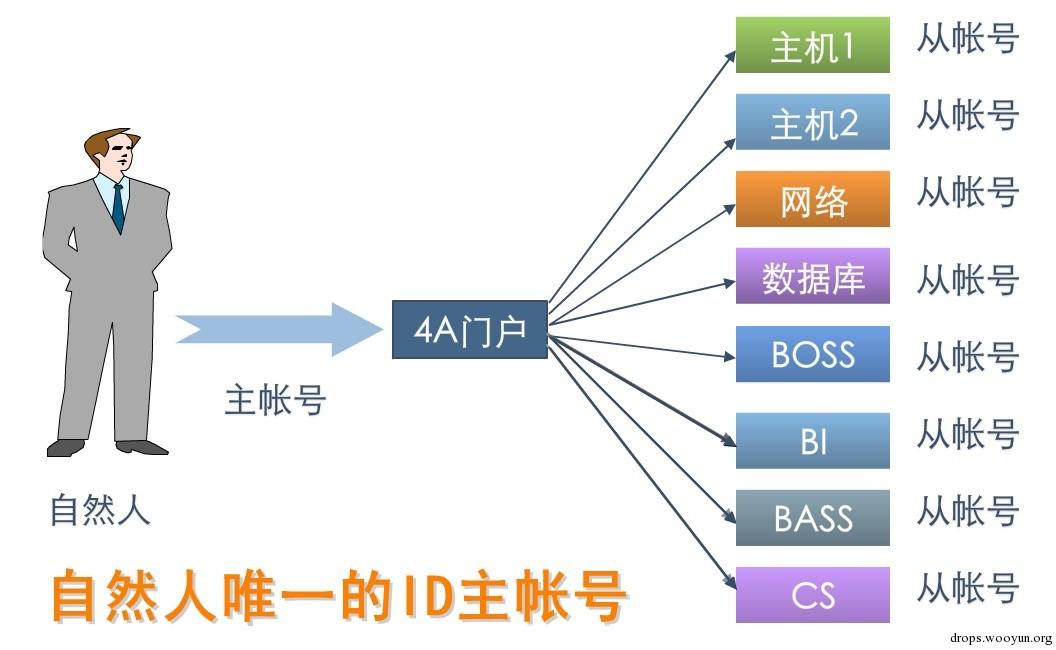 主机1 从帐号
主机2 从帐号
网络 从帐号
数据库 从帐号
4A门户
BOSS 从帐号
主帐号
BI 从帐号
自然人
BASS 从帐号
自然人唯一的ID主帐号
CS 从帐号
drops.wooyun.org